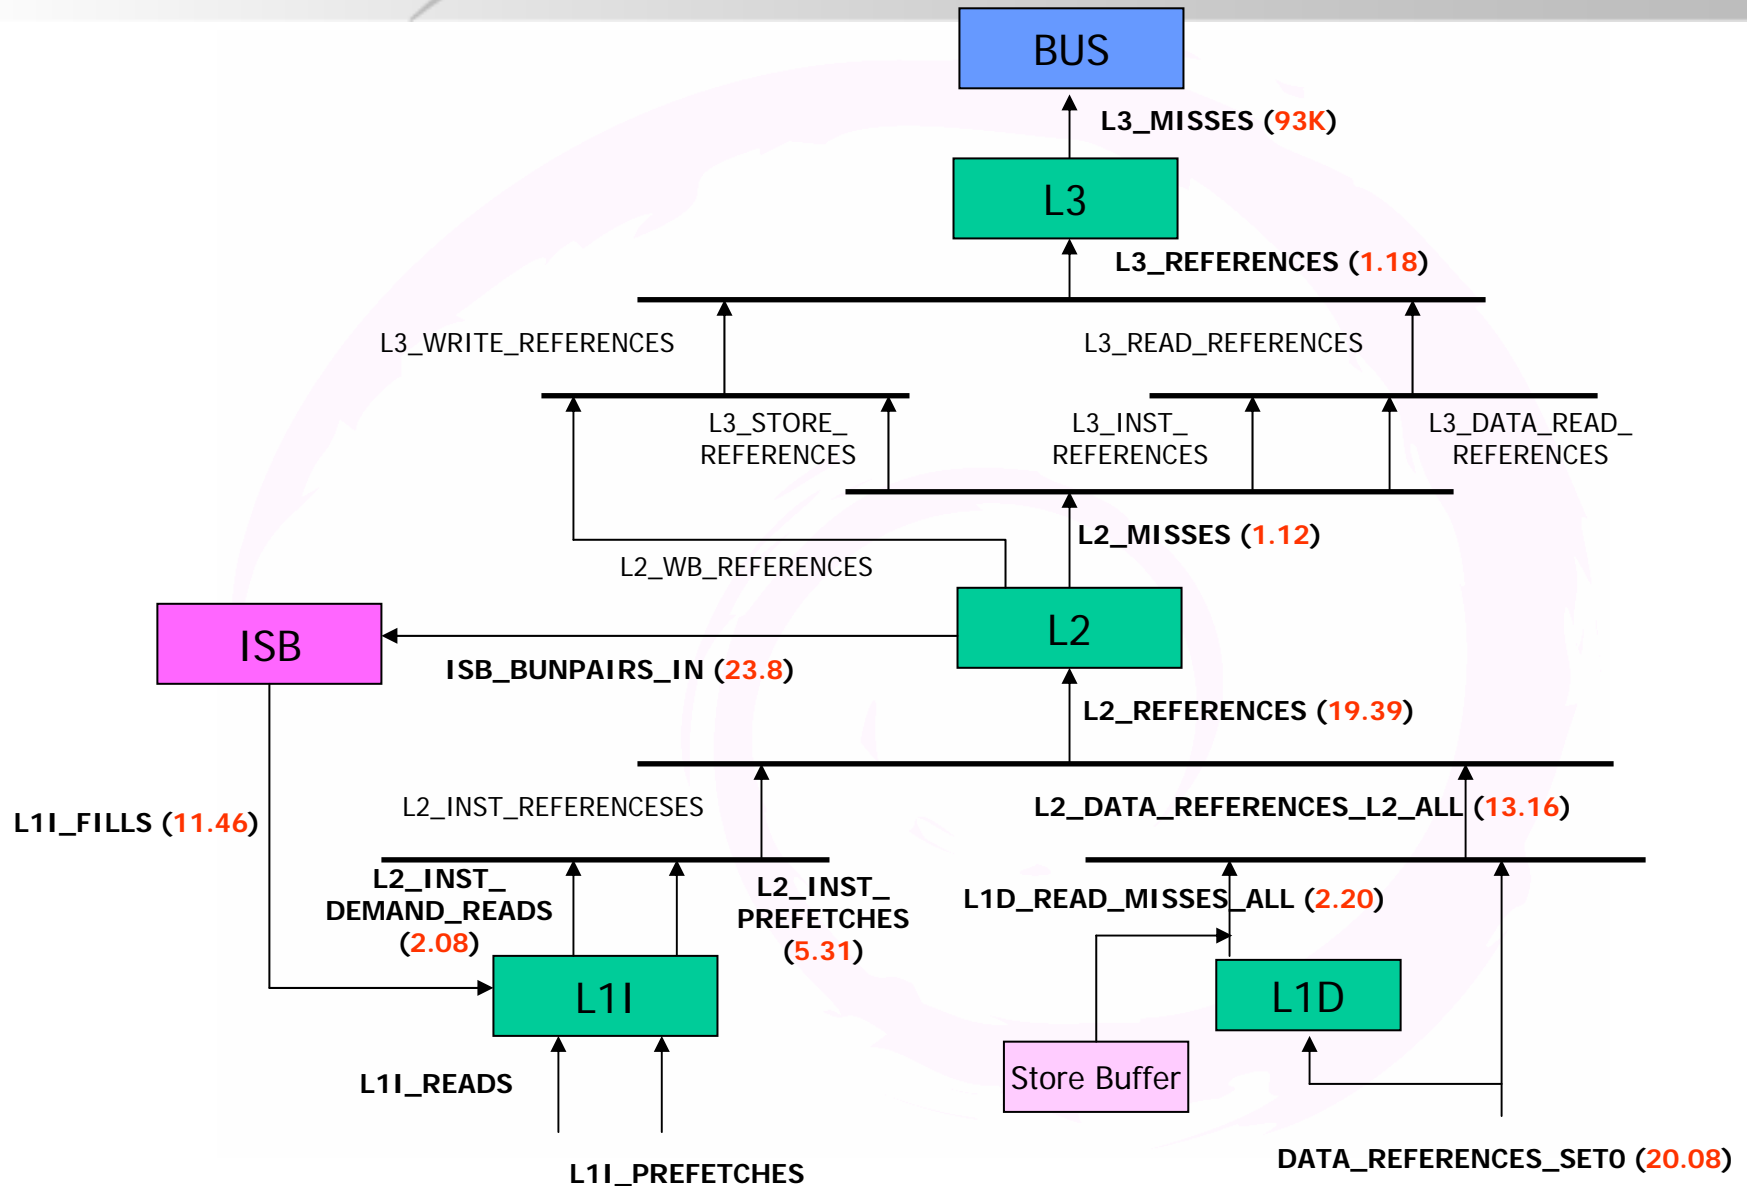 BUS
L3_MISSES (93K)
L3
L3_REFERENCES (1.18)
L3_WRITE_REFERENCES
L3_READ_REFERENCES
L3_STORE_
REFERENCES
L3_INST_
REFERENCES
L3_DATA_READ_
REFERENCES
L2_MISSES (1.12)
L2_WB_REFERENCES
ISB
L2
ISB_BUNPAIRS_IN (23.8)
L2_REFERENCES (19.39)
L2_INST_REFERENCESES
L2_DATA_REFERENCES_L2_ALL (13.16)
L1I_FILLS (11.46)
L2_INST_
DEMAND_READS
(2.08)
L2_INST_
PREFETCHES
(5.31)
L1D_READ_MISSES_ALL (2.20)
L1I
L1D
Store Buffer
L1I_READS
L1I_PREFETCHES
DATA_REFERENCES_SET0 (20.08)